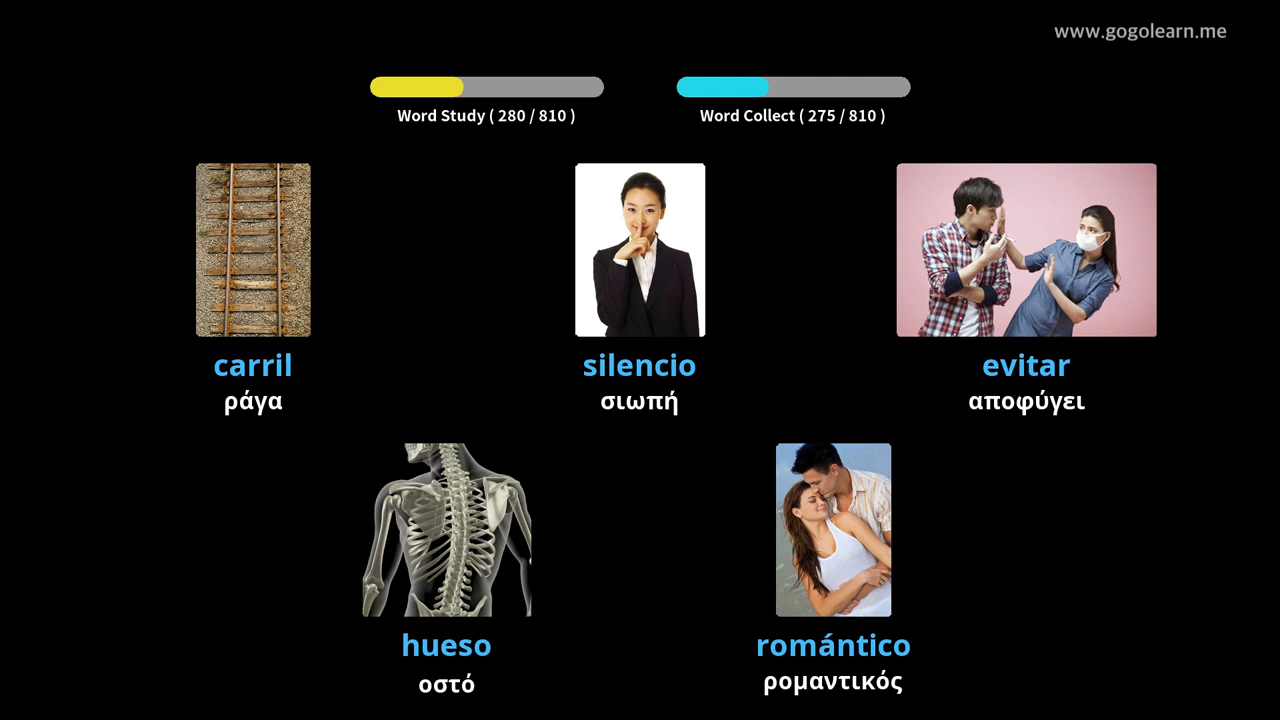 www.gogolearn.me
Word Study ( 280 / 810 )
Word Collect ( 275 / 810 )
carril
ράγα
silencio
σιωπή
evitar
αποφύγει
hueso
οστό
romántico
ρομαντικός